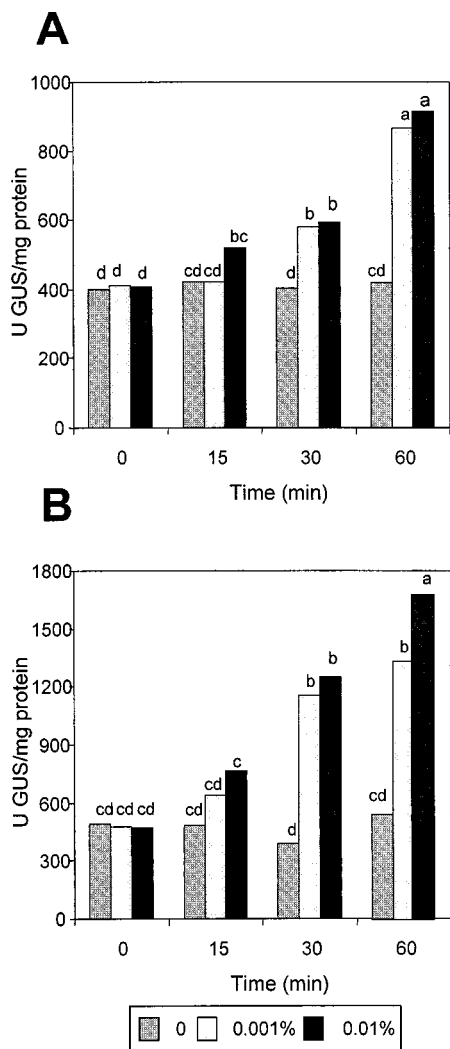 A
U GUS/mg protein
1000
800
600
400
200
0
d d d
cd cd bc
d b b
cd a a
0 15 30 60
Time (min)
B
U GUS/mg protein
1800
1500
1200
900
600
300
0
cd cd cd
cd cd c
d b b
cd b a
0 15 30 60
Time (min)
0 0.001% 0.01%